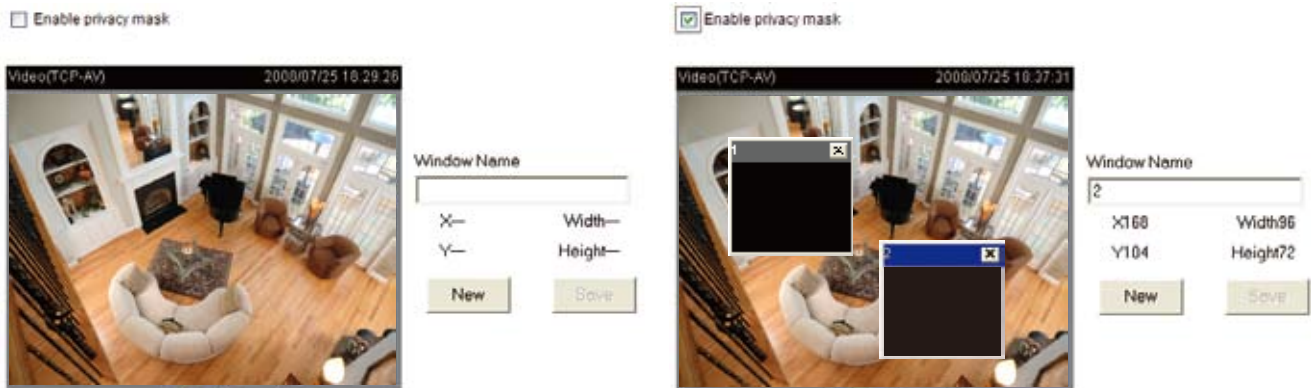 Enable privacy mask
Video(TCP-AV) 2008/07/25 18:29:26
Window Name
X— Width—
Y— Height—
New Save
Enable privacy mask
Video(TCP-AV) 2008/07/25 18:37:31
1
2
Window Name
2
X168 Width96
Y104 Height72
New Save